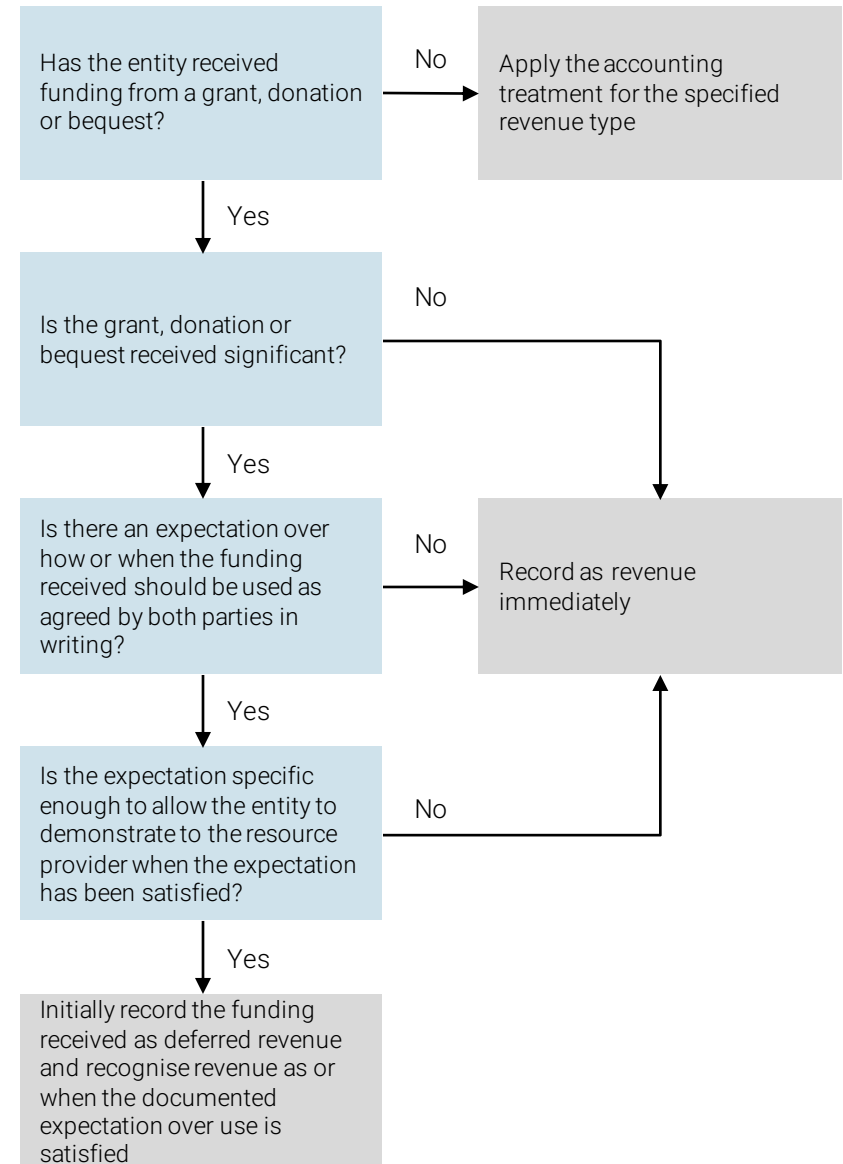 Has the entity received
funding from a grant, donation
or bequest?
No
Apply the accounting
treatment for the specified
revenue type
Yes
Is the grant, donation or
bequest received significant?
No
Yes
Is there an expectation over
how or when the funding
received should be used as
agreed by both parties in
writing?
No
Record as revenue
immediately
Yes
Is the expectation specific
enough to allow the entity to
demonstrate to the resource
provider when the expectation
has been satisfied?
No
Yes
Initially record the funding
received as deferred revenue
and recognise revenue as or
when the documented
expectation over use is
satisfied